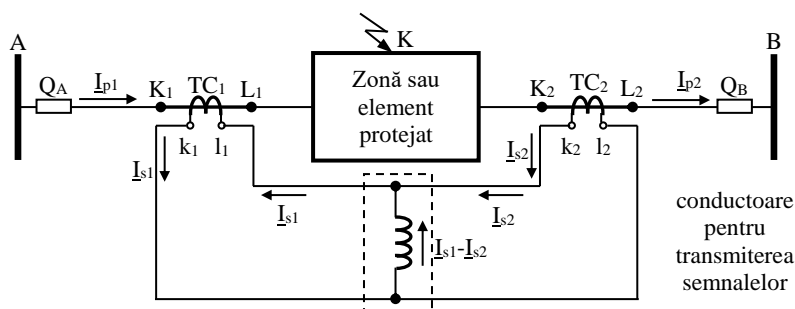 A
B
K
Q_A
I_p1
K_1
TC_1
L_1
Zonă sau
element
protejat
K_2
TC_2
L_2
I_p2
Q_B
k_1
l_1
k_2
l_2
I_s1
I_s2
I_s1
I_s2
I_s1-I_s2
conductoare
pentru
transmiterea
semnalelor